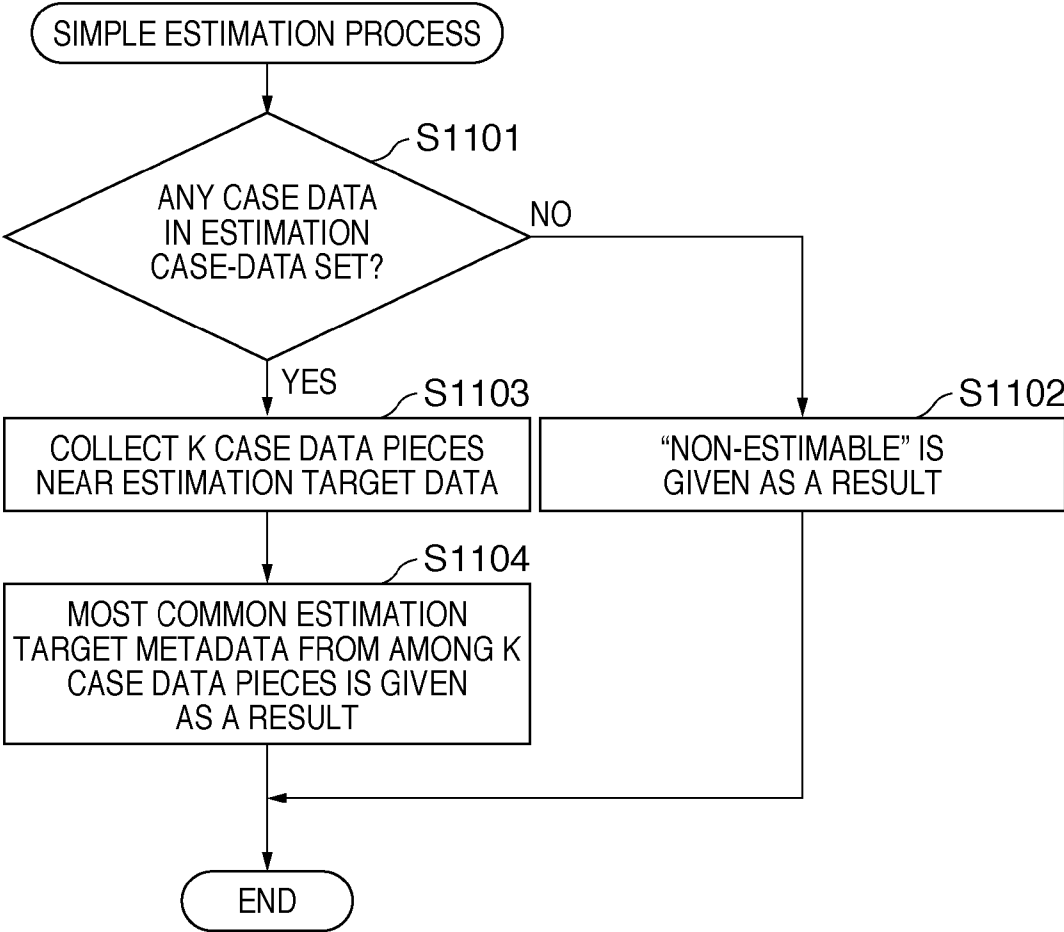 SIMPLE ESTIMATION PROCESS
S1101
ANY CASE DATA
IN ESTIMATION
CASE-DATA SET?
NO
YES
S1103
COLLECT K CASE DATA PIECES
NEAR ESTIMATION TARGET DATA
S1102
“NON-ESTIMABLE” IS
GIVEN AS A RESULT
S1104
MOST COMMON ESTIMATION
TARGET METADATA FROM AMONG K
CASE DATA PIECES IS GIVEN
AS A RESULT
END